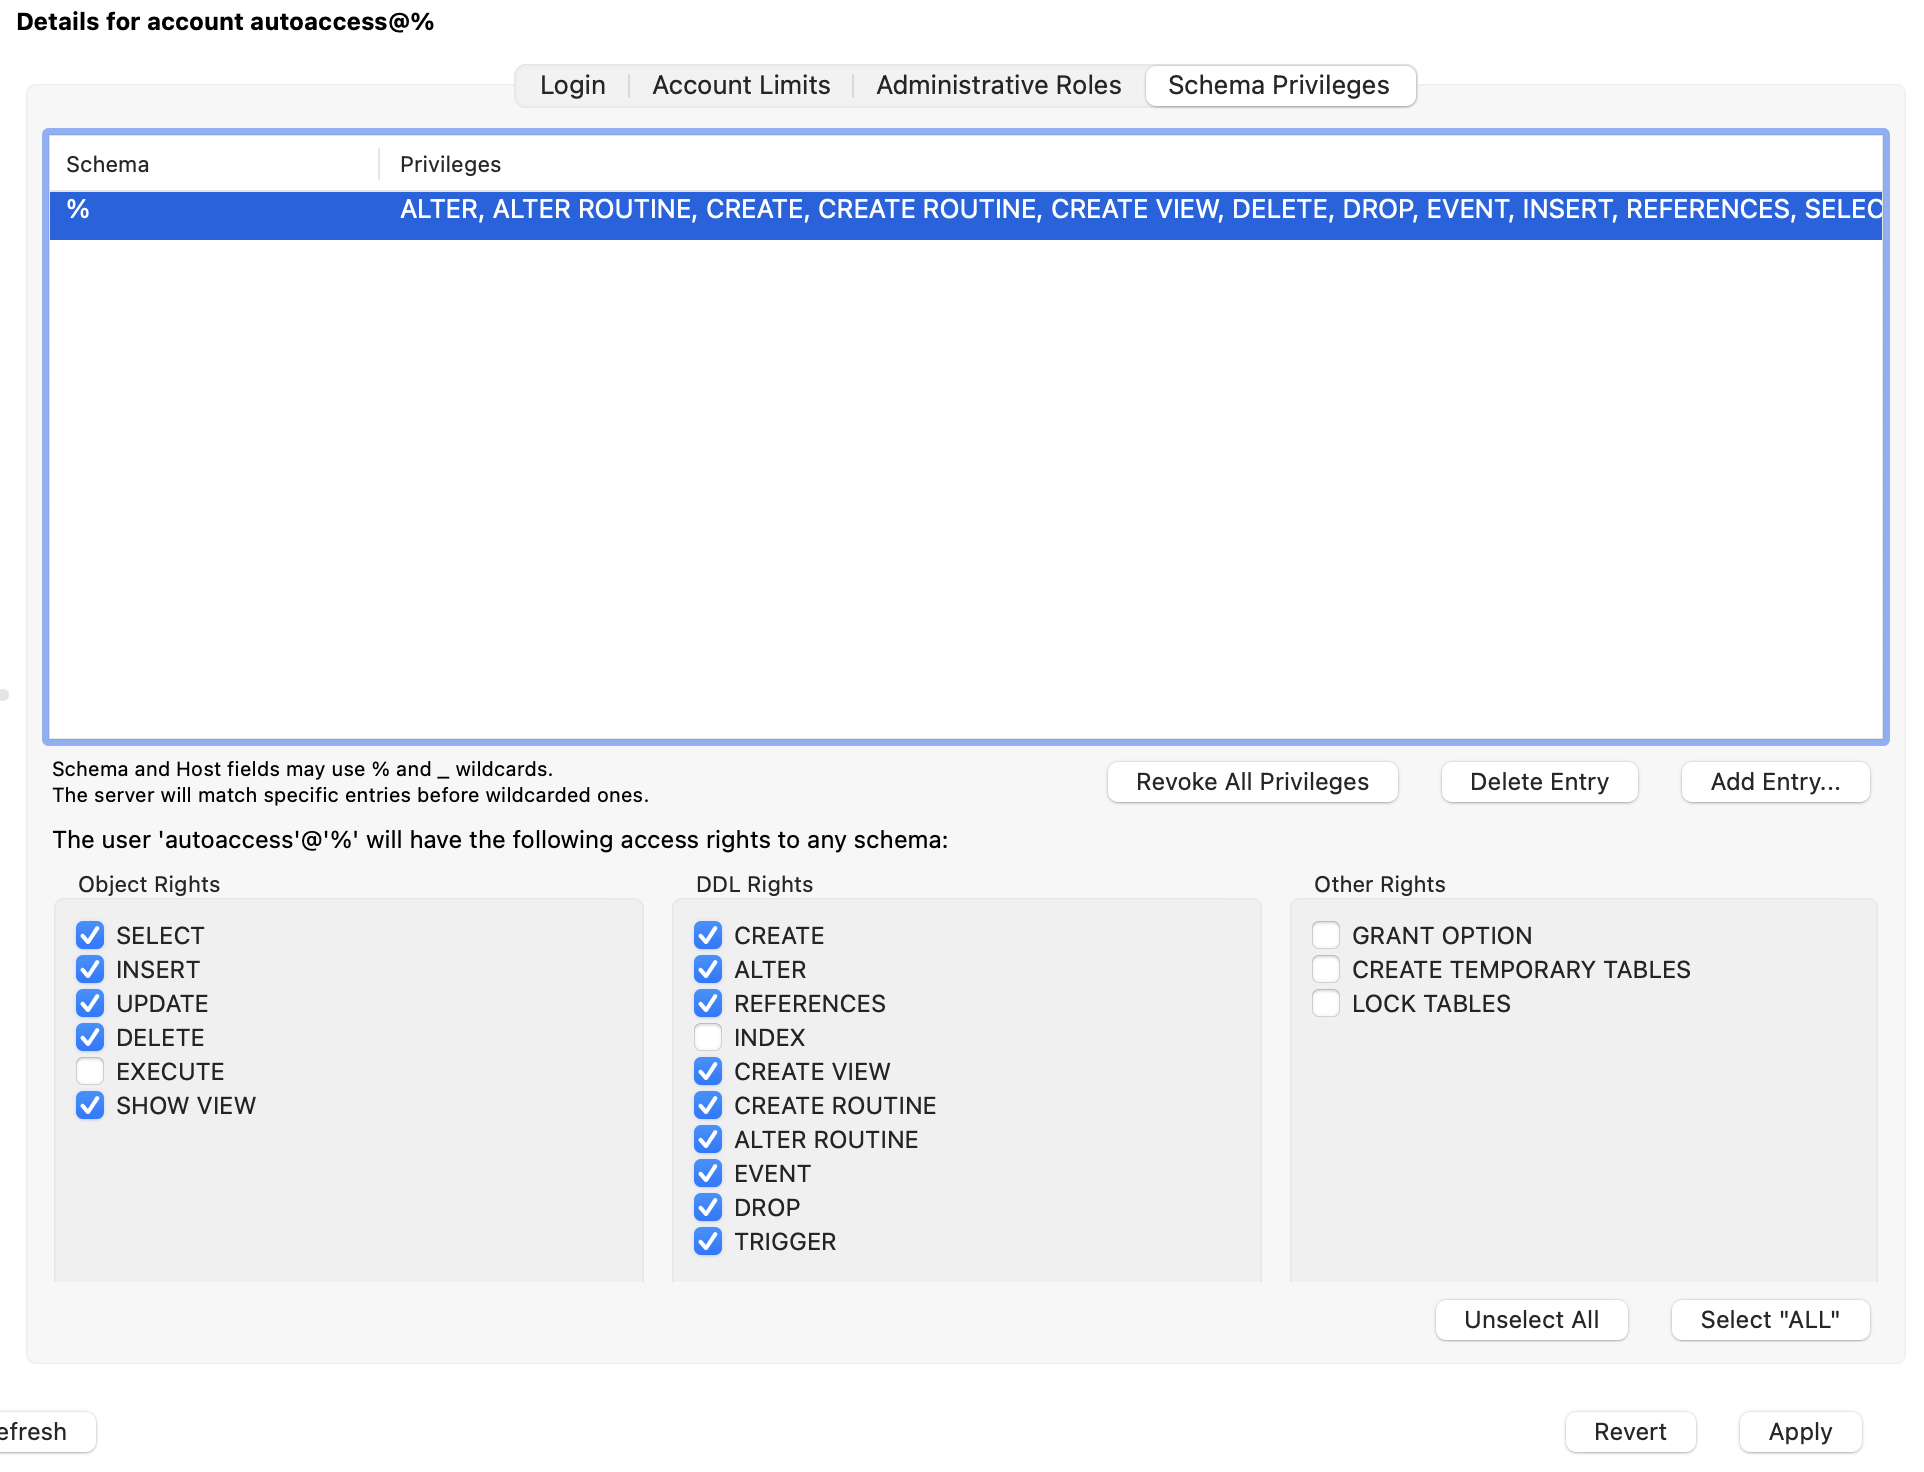 Details for account autoaccess@%
Login
Account Limits
Administrative Roles
Schema Privileges
Schema
Privileges
%
ALTER, ALTER ROUTINE, CREATE, CREATE ROUTINE, CREATE VIEW, DELETE, DROP, EVENT, INSERT, REFERENCES, SELEC
Schema and Host fields may use % and _ wildcards.
The server will match specific entries before wildcarded ones.
Revoke All Privileges
Delete Entry
Add Entry...
The user 'autoaccess'@'%' will have the following access rights to any schema:
Object Rights
SELECT
INSERT
UPDATE
DELETE
EXECUTE
SHOW VIEW
DDL Rights
CREATE
ALTER
REFERENCES
INDEX
CREATE VIEW
CREATE ROUTINE
ALTER ROUTINE
EVENT
DROP
TRIGGER
Other Rights
GRANT OPTION
CREATE TEMPORARY TABLES
LOCK TABLES
Unselect All
Select "ALL"
efresh
Revert
Apply